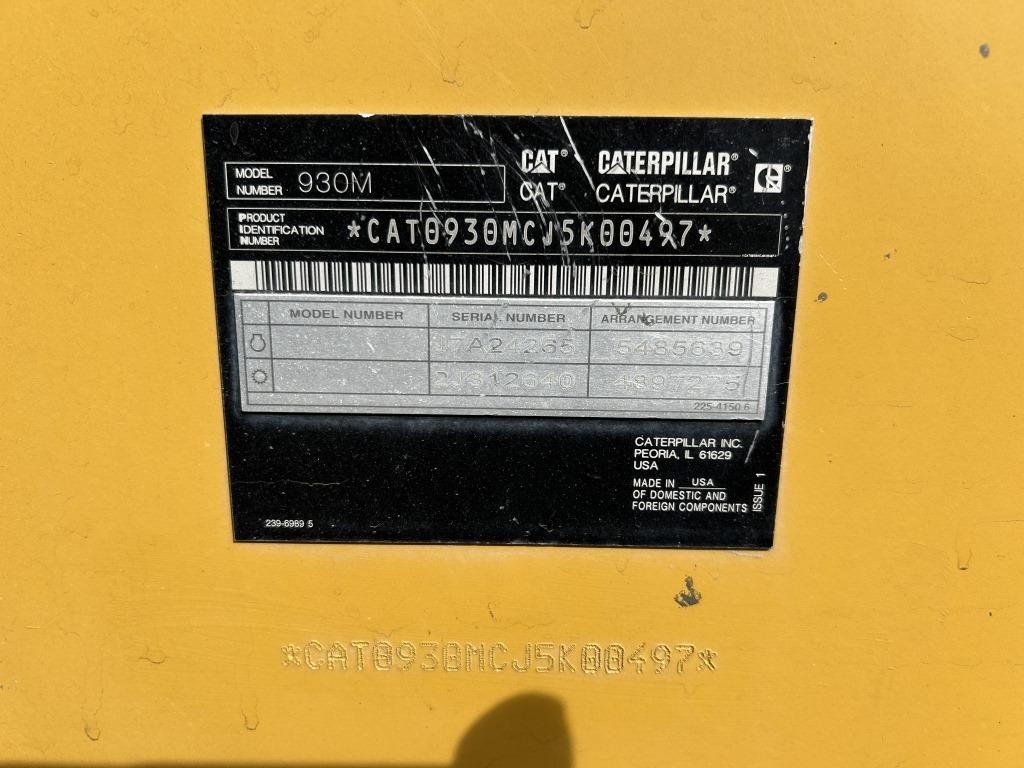 MODEL NUMBER 930M
CAT® CATERPILLAR®
CAT® CATERPILLAR®
PRODUCT
IDENTIFICATION
NUMBER
*CAT0930MCJ5K00497*
MODEL NUMBER SERIAL NUMBER ARRANGEMENT NUMBER
J7A24265 5485639
2J312640 4897275
225-4150 6
CATERPILLAR INC.
PEORIA, IL 61629
USA
MADE IN USA
OF DOMESTIC AND
FOREIGN COMPONENTS
ISSUE 1
239-6989 5
*CAT0930MCJ5K00497*